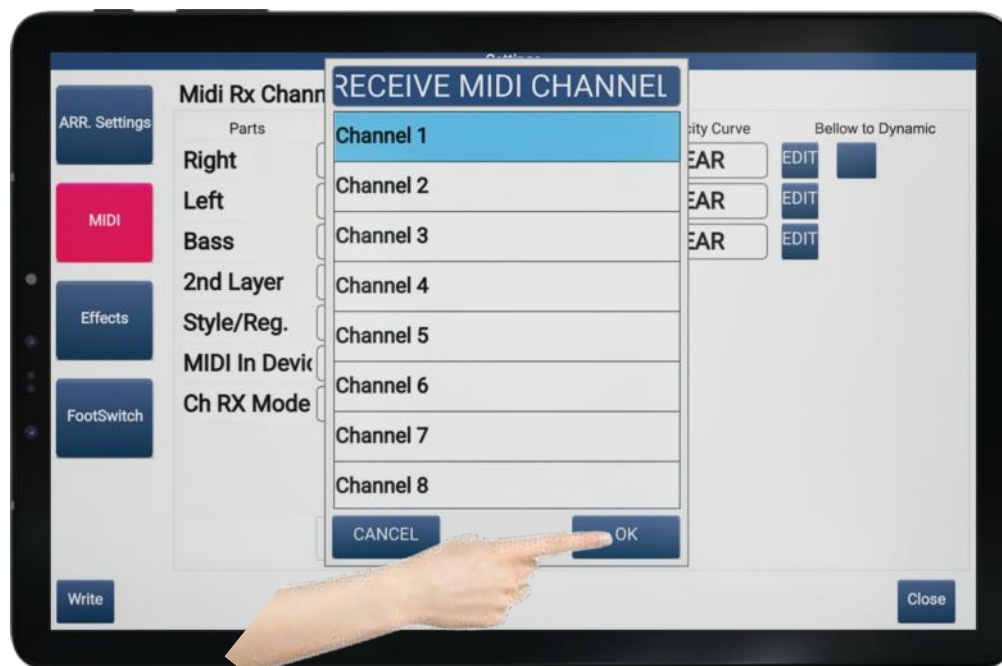 RECEIVE MIDI CHANNEL
Midi Rx Chann
ARR. Settings
MIDI
Effects
FootSwitch
Parts
Right
Left
Bass
2nd Layer
Style/Reg.
MIDI In Devic
Ch RX Mode
Channel 1
Channel 2
Channel 3
Channel 4
Channel 5
Channel 6
Channel 7
Channel 8
CANCEL
OK
city Curve
Bellow to Dynamic
EAR
EDIT
EAR
EDIT
EAR
EDIT
Write
Close